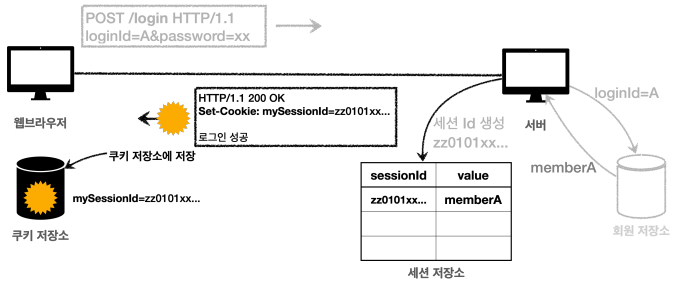 POST /login HTTP/1.1
loginId=A&password=xx
웹브라우저
HTTP/1.1 200 OK
Set-Cookie: mySessionId=zz0101xx...
로그인 성공
쿠키 저장소에 저장
mySessionId=zz0101xx...
쿠키 저장소
서버
세션 Id 생성
zz0101xx...
sessionId value
zz0101xx... memberA
세션 저장소
loginId=A
memberA
회원 저장소